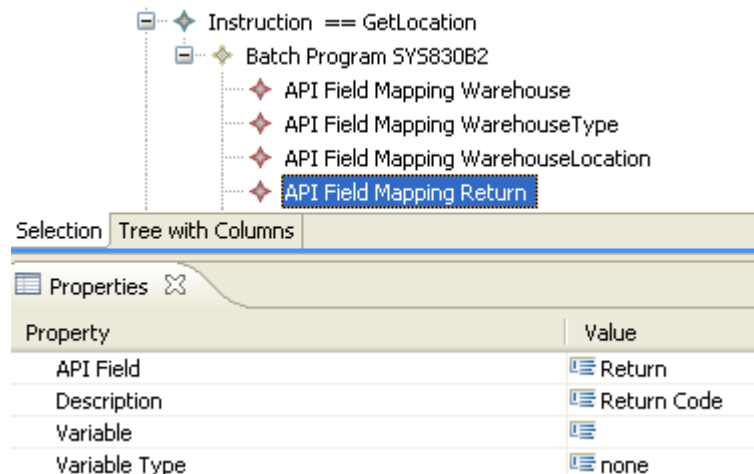 Instruction == GetLocation
Batch Program SYS830B2
API Field Mapping Warehouse
API Field Mapping WarehouseType
API Field Mapping WarehouseLocation
API Field Mapping Return
Selection Tree with Columns
Properties
Property Value
API Field Return
Description Return Code
Variable
Variable Type none